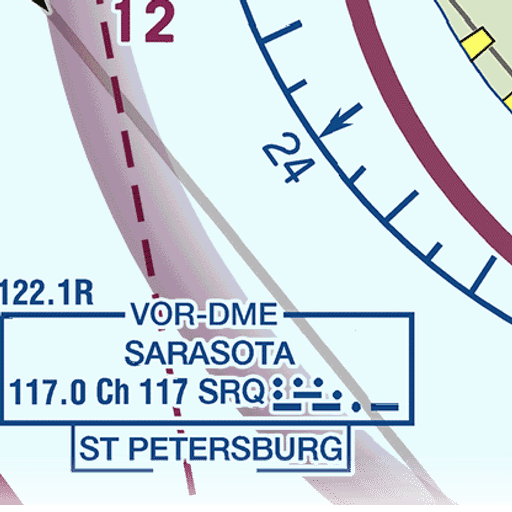 12
24
122.1R
VOR-DME
SARASOTA
117.0 Ch 117 SRQ
ST PETERSBURG